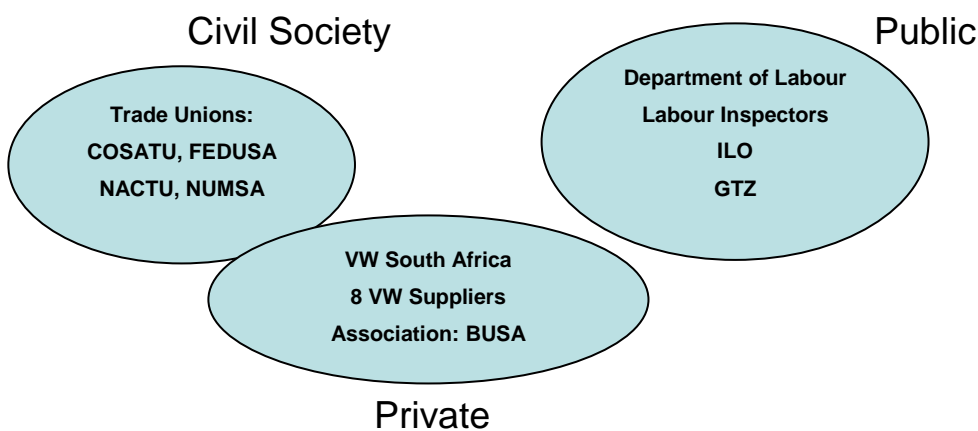 Civil Society
Public
Trade Unions:
COSATU, FEDUSA
NACTU, NUMSA
Department of Labour
Labour Inspectors
ILO
GTZ
VW South Africa
8 VW Suppliers
Association: BUSA
Private